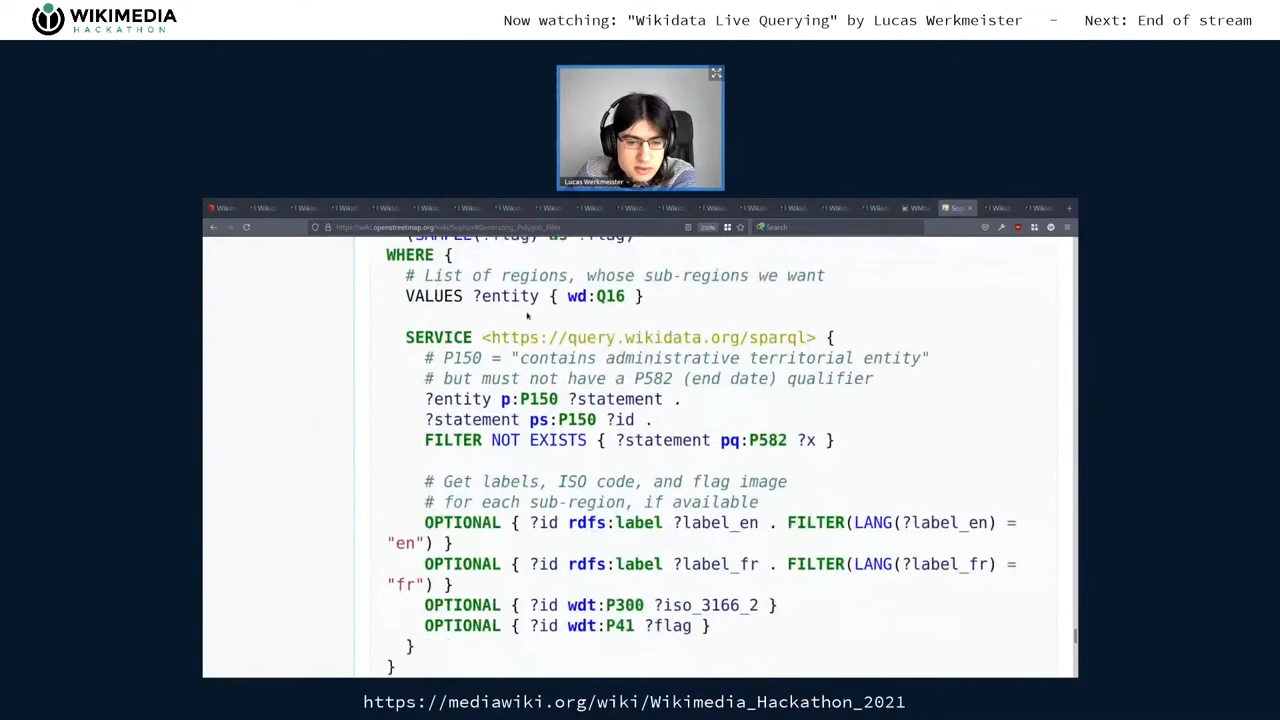 WIKIMEDIA
HACKATHON
Now watching: "Wikidata Live Querying" by Lucas Werkmeister - Next: End of stream
Lucas Werkmeister
Search
WHERE {
# List of regions, whose sub-regions we want
VALUES ?entity { wd:Q16 }
SERVICE <https://query.wikidata.org/sparql> {
# P150 = "contains administrative territorial entity"
# but must not have a P582 (end date) qualifier
?entity p:P150 ?statement .
?statement ps:P150 ?id .
FILTER NOT EXISTS { ?statement pq:P582 ?x }
# Get labels, ISO code, and flag image
# for each sub-region, if available
OPTIONAL { ?id rdfs:label ?label_en . FILTER(LANG(?label_en) =
"en") }
OPTIONAL { ?id rdfs:label ?label_fr . FILTER(LANG(?label_fr) =
"fr") }
OPTIONAL { ?id wdt:P300 ?iso_3166_2 }
OPTIONAL { ?id wdt:P41 ?flag }
}
}
https://mediawiki.org/wiki/Wikimedia_Hackathon_2021